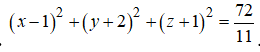 . (x−1)² + (y+2)² + (z+1)² = 72/11 .